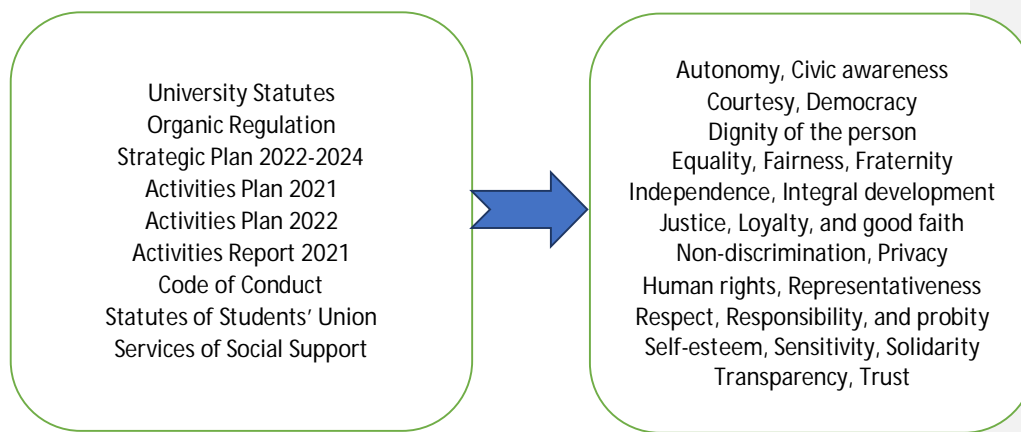 University Statutes
Organic Regulation
Strategic Plan 2022-2024
Activities Plan 2021
Activities Plan 2022
Activities Report 2021
Code of Conduct
Statutes of Students’ Union
Services of Social Support
Autonomy, Civic awareness
Courtesy, Democracy
Dignity of the person
Equality, Fairness, Fraternity
Independence, Integral development
Justice, Loyalty, and good faith
Non-discrimination, Privacy
Human rights, Representativeness
Respect, Responsibility, and probity
Self-esteem, Sensitivity, Solidarity
Transparency, Trust